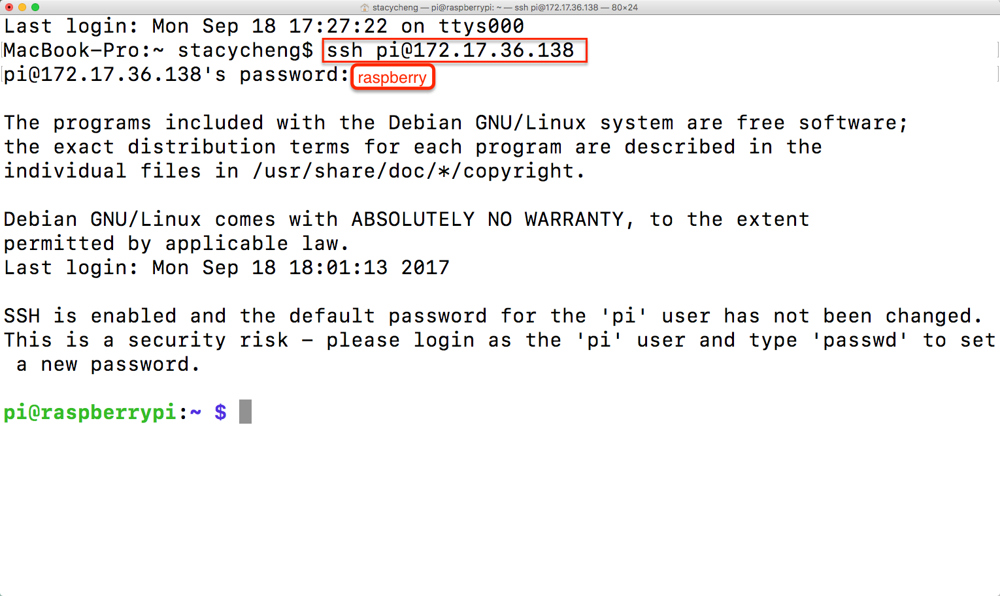 stacycheng — pi@raspberrypi: ~ — ssh pi@172.17.36.138 — 80×24
Last login: Mon Sep 18 17:27:22 on ttys000
MacBook-Pro:~ stacycheng$ ssh pi@172.17.36.138
pi@172.17.36.138's password: raspberry
The programs included with the Debian GNU/Linux system are free software;
the exact distribution terms for each program are described in the
individual files in /usr/share/doc/*/copyright.
Debian GNU/Linux comes with ABSOLUTELY NO WARRANTY, to the extent
permitted by applicable law.
Last login: Mon Sep 18 18:01:13 2017
SSH is enabled and the default password for the 'pi' user has not been changed.
This is a security risk - please login as the 'pi' user and type 'passwd' to set
a new password.
pi@raspberrypi:~ $